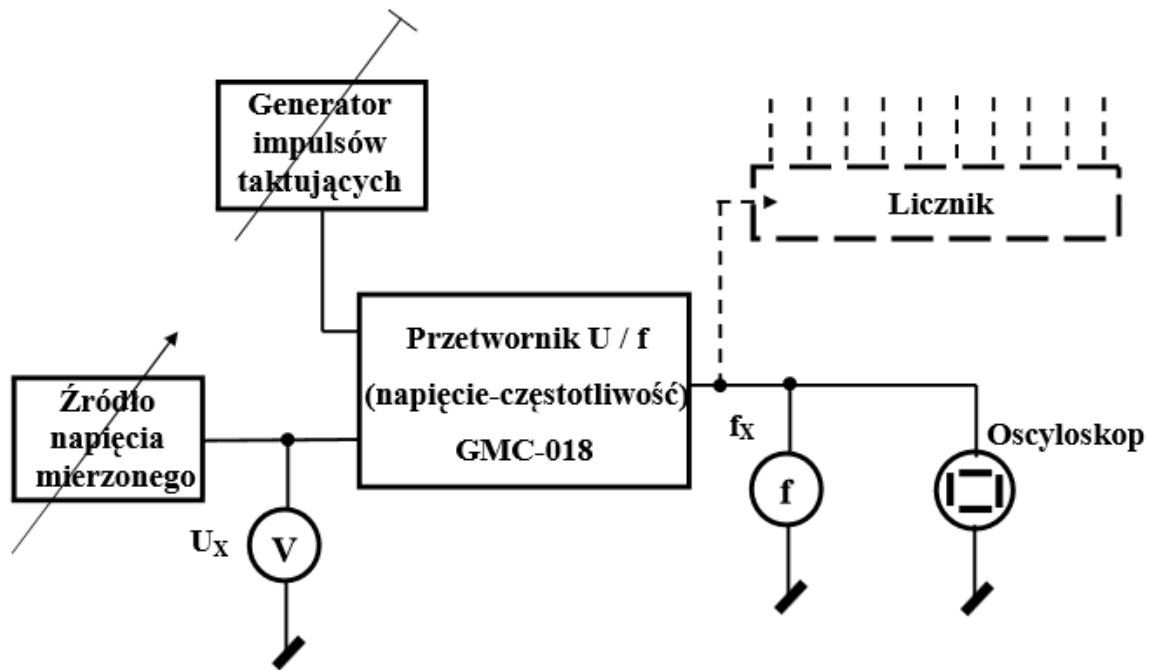 Generator
impulsów
taktujących
Licznik
Przetwornik U / f
(napięcie-częstotliwość)
GMC-018
Źródło
napięcia
mierzonego
fX
Oscyloskop
f
UX
V